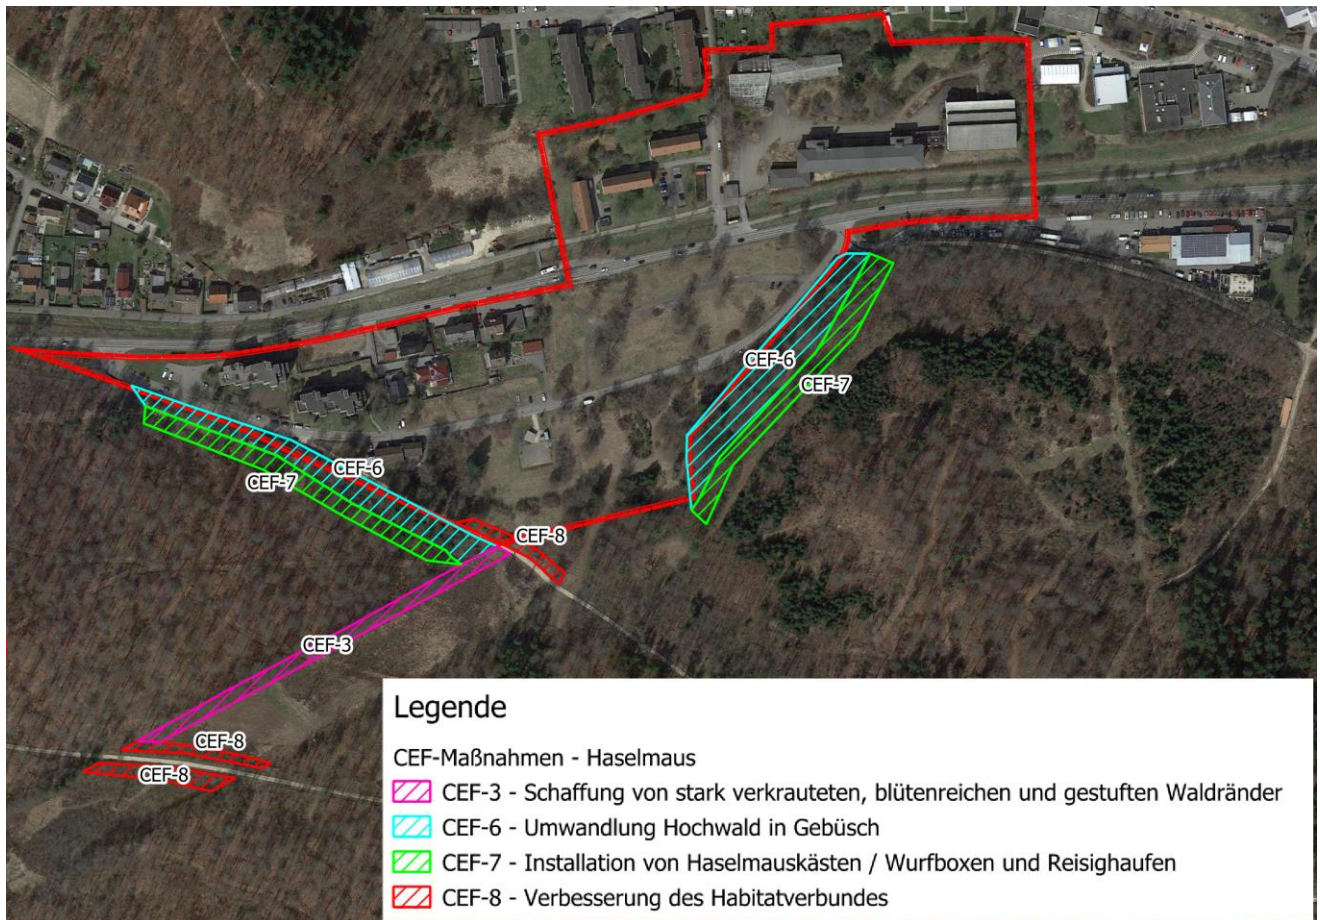 CEF-6
CEF-7
CEF-6
CEF-7
CEF-8
CEF-3
CEF-8
CEF-8
Legende
CEF-Maßnahmen - Haselmaus
CEF-3 - Schaffung von stark verkrauteten, blütenreichen und gestuften Waldränder
CEF-6 - Umwandlung Hochwald in Gebüsch
CEF-7 - Installation von Haselmauskästen / Wurfboxen und Reisighaufen
CEF-8 - Verbesserung des Habitatverbundes